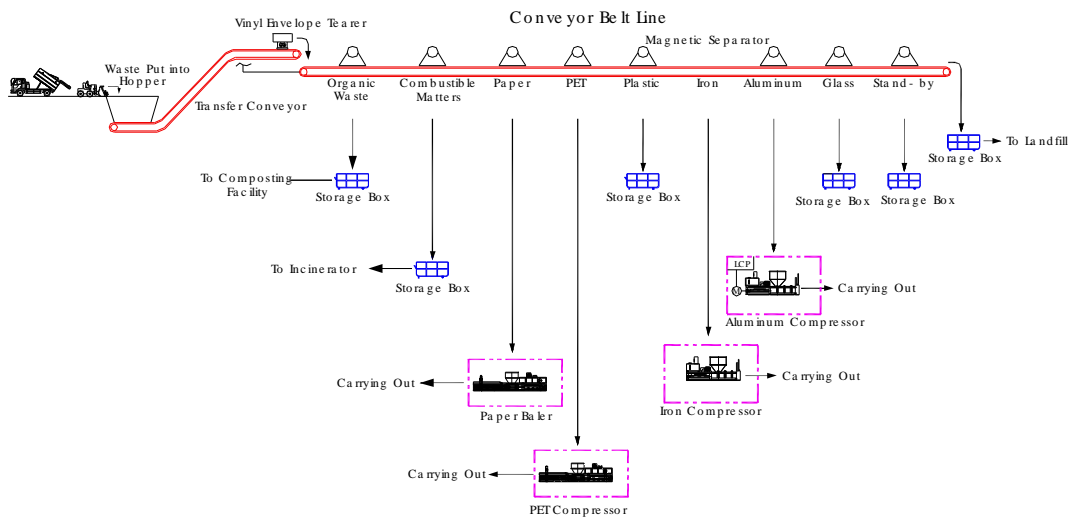 Conveyor Belt Line
Vinyl Envelope Tearer
Magnetic Separator
Waste Put into
Hopper
Transfer Conveyor
Organic
Waste
Combustible
Matters
Paper
PET
Plastic
Iron
Aluminum
Glass
Stand-by
To Landfill
Storage Box
To Composting
Facility
Storage Box
Storage Box
Storage Box
Storage Box
To Incinerator
Storage Box
LCP
M
Carrying Out
Aluminum Compressor
Carrying Out
Paper Baler
Carrying Out
Iron Compressor
Carrying Out
PET Compressor